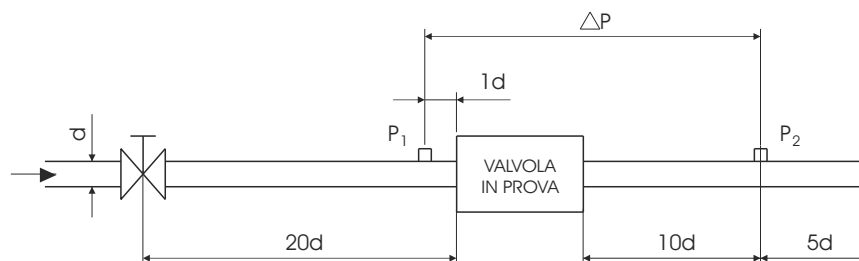 △P
1d
d
P₁
P₂
VALVOLA
IN PROVA
20d
10d
5d